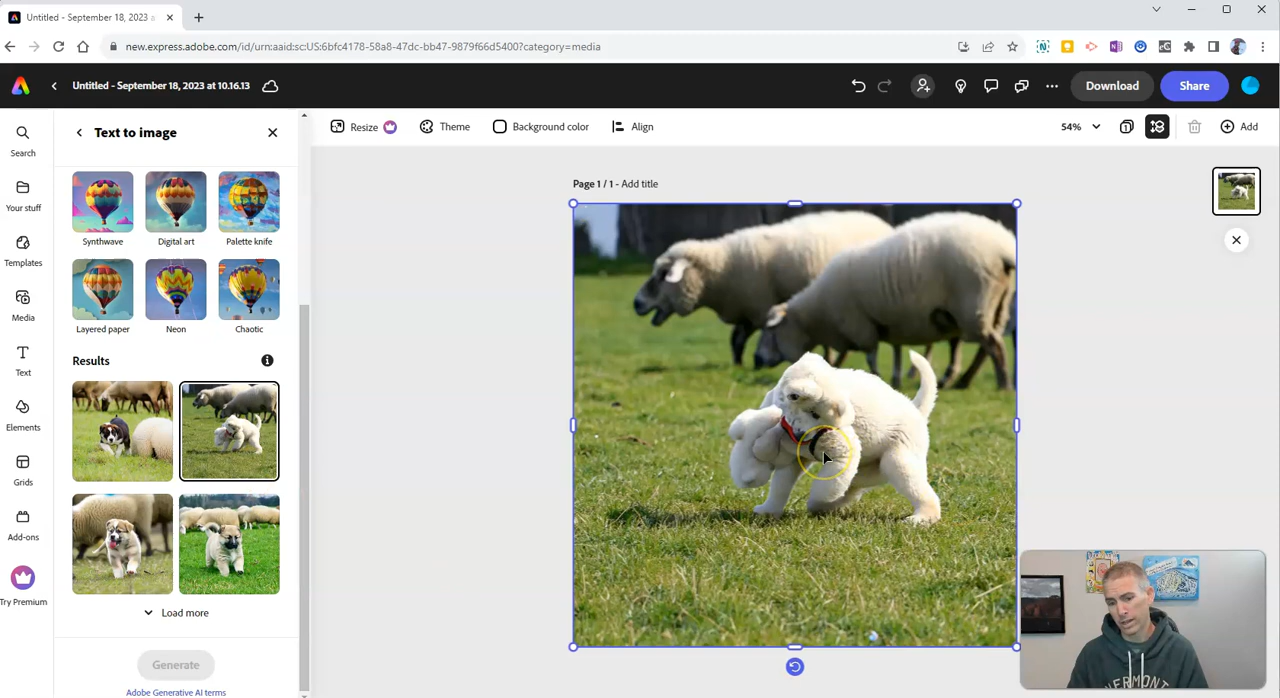 Untitled - September 18, 2023 a
new.express.adobe.com/id/urn:aaid:sc:US:6bfc4178-58a8-47dc-bb47-9879f66d5400?category=media
Untitled - September 18, 2023 at 10.16.13
Download
Share
Search
Your stuff
Templates
Media
Text
Elements
Grids
Add-ons
Try Premium
Text to image
Synthwave
Digital art
Palette knife
Layered paper
Neon
Chaotic
Results
Load more
Generate
Adobe Generative AI terms
Resize
Theme
Background color
Align
54%
Add
Page 1 / 1 - Add title
VERMONT